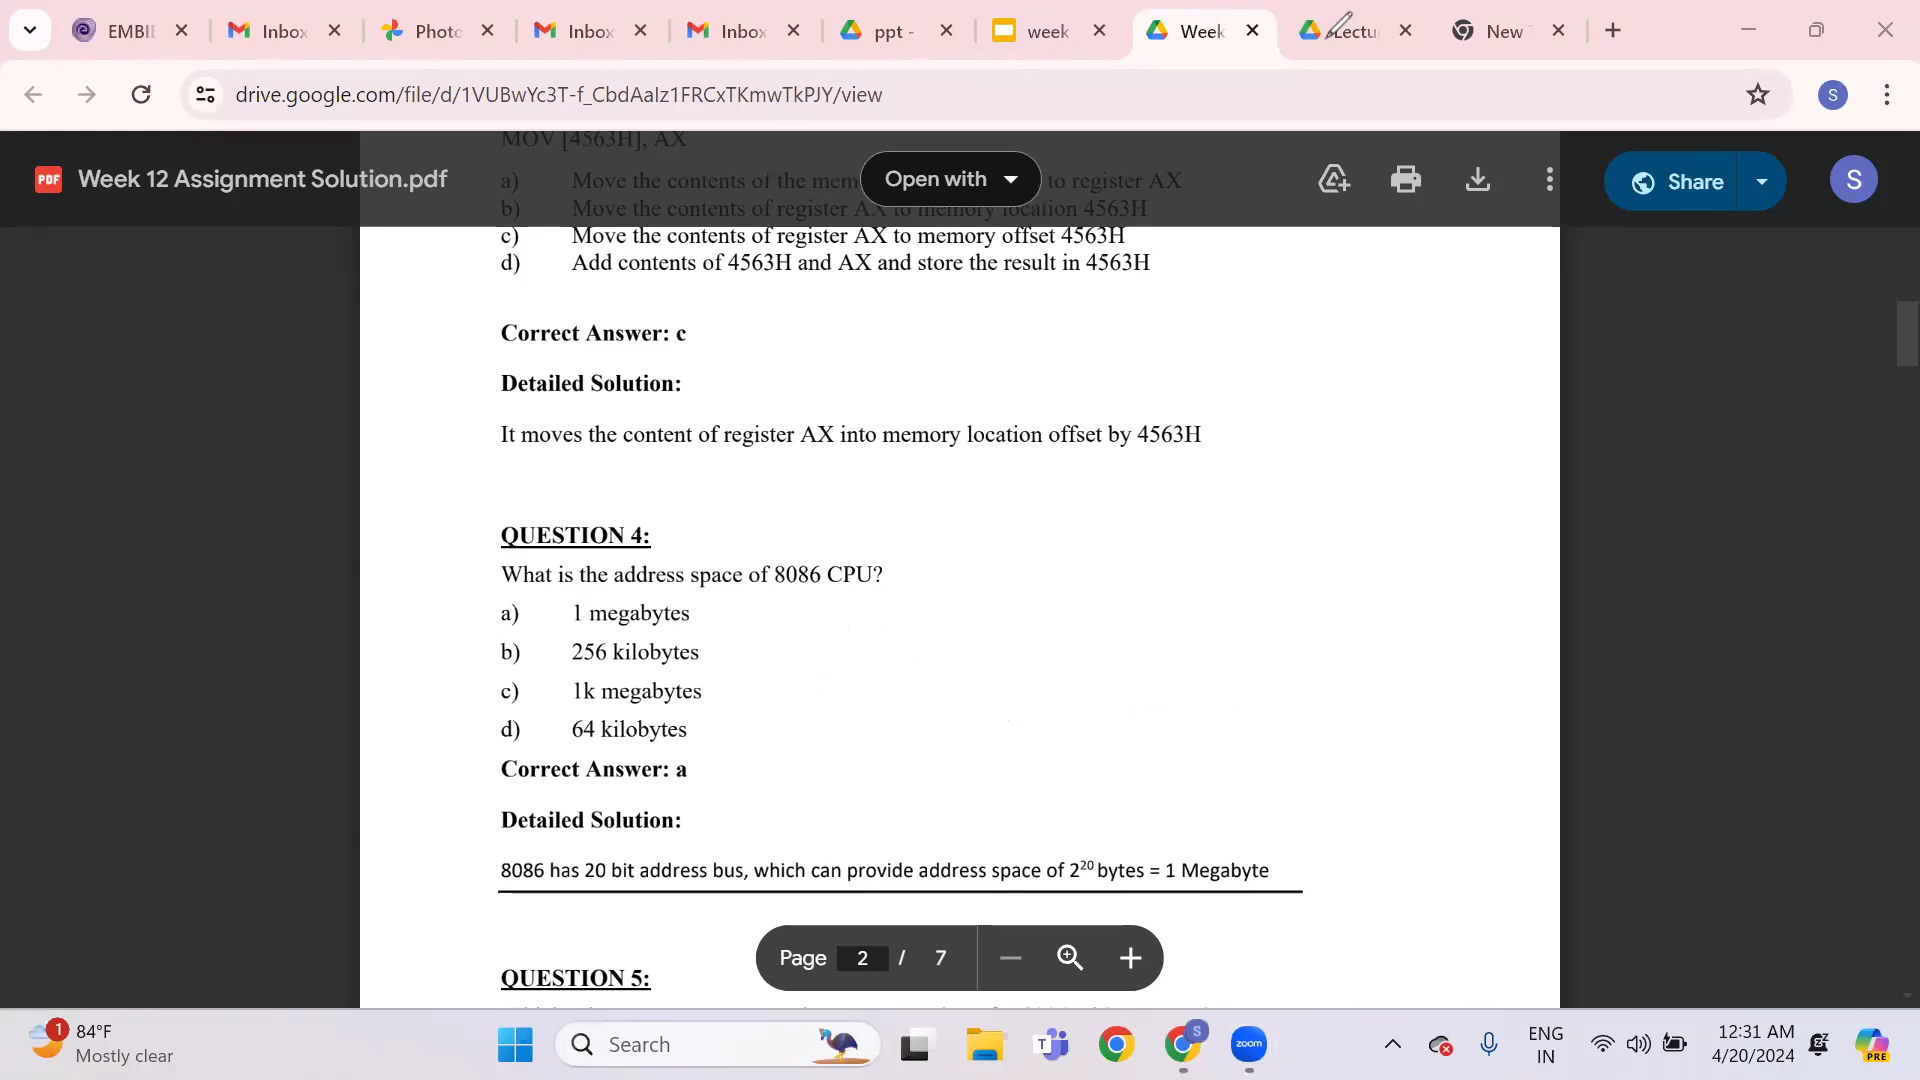 EMBIE
Inbox
Photo
Inbox
Inbox
ppt -
week
Week
Lectu
New T
drive.google.com/file/d/1VUBwYc3T-f_CbdAaIz1FRCxTKmwTkPJY/view
MOV [4563H], AX
PDF
Week 12 Assignment Solution.pdf
Open with
Share
S
S
a) Move the contents of the mem to register AX
b) Move the contents of register AX to memory location 4563H
c) Move the contents of register AX to memory offset 4563H
d) Add contents of 4563H and AX and store the result in 4563H
Correct Answer: c
Detailed Solution:
It moves the content of register AX into memory location offset by 4563H
QUESTION 4:
What is the address space of 8086 CPU?
a) 1 megabytes
b) 256 kilobytes
c) 1k megabytes
d) 64 kilobytes
Correct Answer: a
Detailed Solution:
8086 has 20 bit address bus, which can provide address space of 2²⁰ bytes = 1 Megabyte
Page 2 / 7
QUESTION 5:
1
84°F
Mostly clear
Search
T
S
zoom
ENG
IN
12:31 AM
4/20/2024
PRE